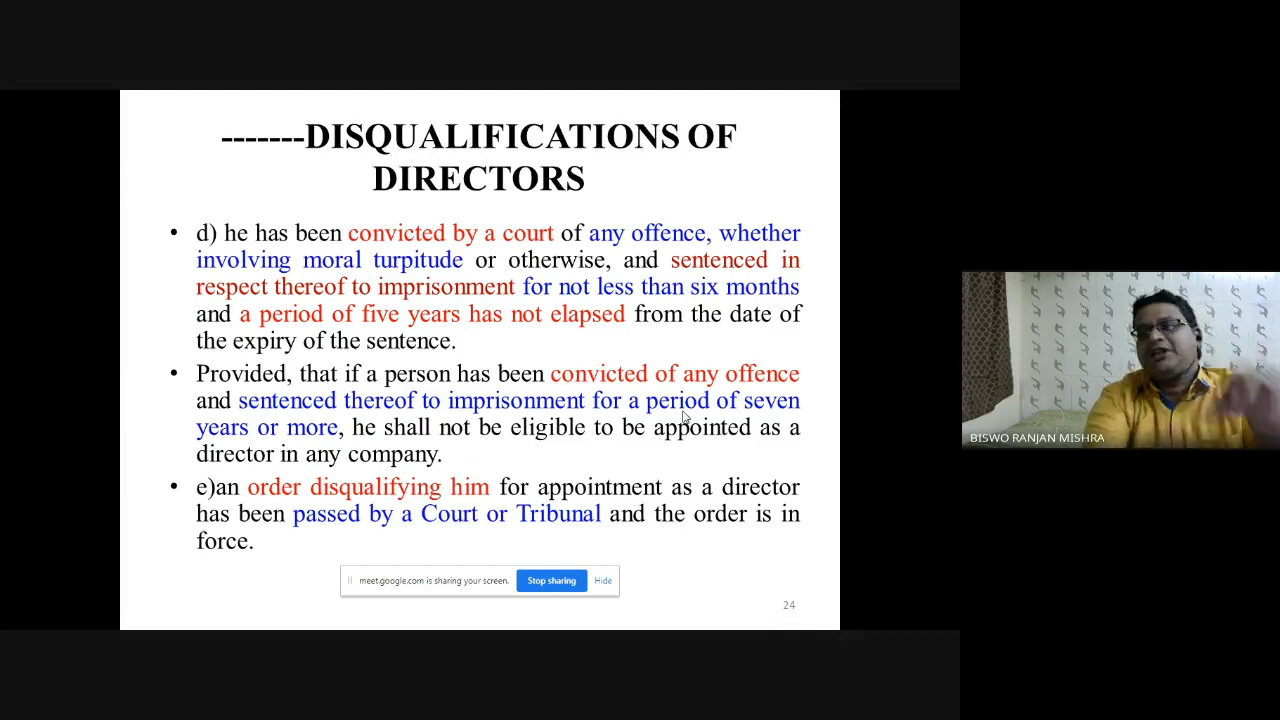 -------DISQUALIFICATIONS OF
DIRECTORS
• d) he has been convicted by a court of any offence, whether
involving moral turpitude or otherwise, and sentenced in
respect thereof to imprisonment for not less than six months
and a period of five years has not elapsed from the date of
the expiry of the sentence.
• Provided, that if a person has been convicted of any offence
and sentenced thereof to imprisonment for a period of seven
years or more, he shall not be eligible to be appointed as a
director in any company.
• e)an order disqualifying him for appointment as a director
has been passed by a Court or Tribunal and the order is in
force.
meet.google.com is sharing your screen. Stop sharing Hide
24
BISWO RANJAN MISHRA